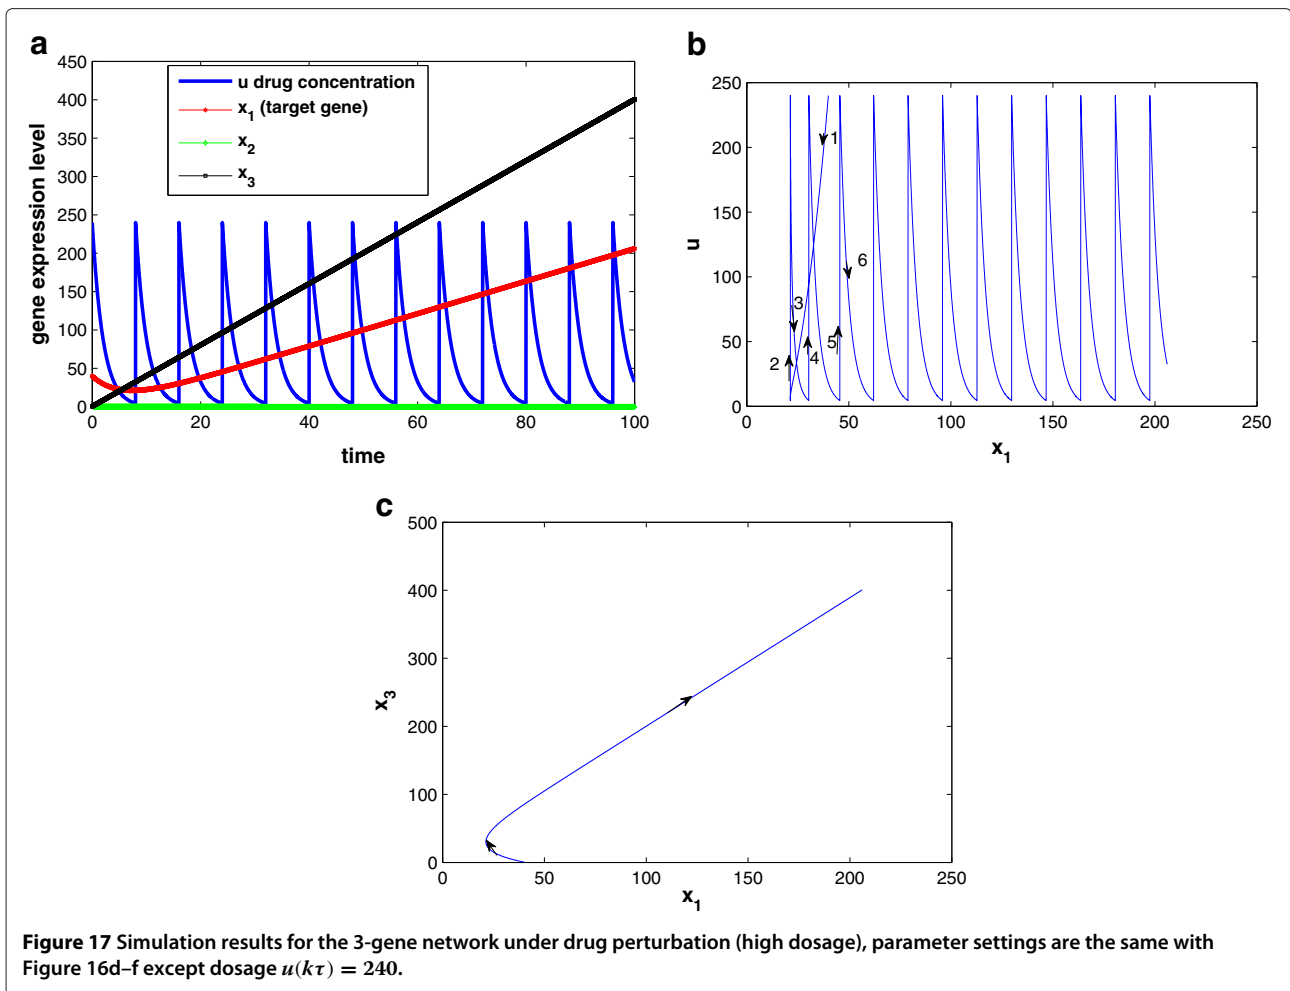 a
450
400
350
300
250
200
150
100
50
0
gene expression level
u drug concentration
x1 (target gene)
x2
x3
0 20 40 60 80 100
time
b
250
200
150
100
50
0
u
1
6
3
5
4
2
0 50 100 150 200 250
x1
c
500
400
300
200
100
0
x3
0 50 100 150 200 250
x1
Figure 17 Simulation results for the 3-gene network under drug perturbation (high dosage), parameter settings are the same with
Figure 16d–f except dosage u(kτ) = 240.